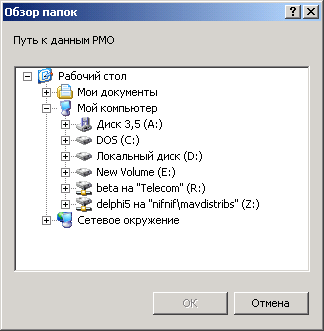 Обзор папок
Путь к данным РМО
Рабочий стол
Мои документы
Мой компьютер
Диск 3,5 (A:)
DOS (C:)
Локальный диск (D:)
New Volume (E:)
beta на "Telecom" (R:)
delphi5 на "nifnif\mavdistribs" (Z:)
Сетевое окружение
ОК
Отмена